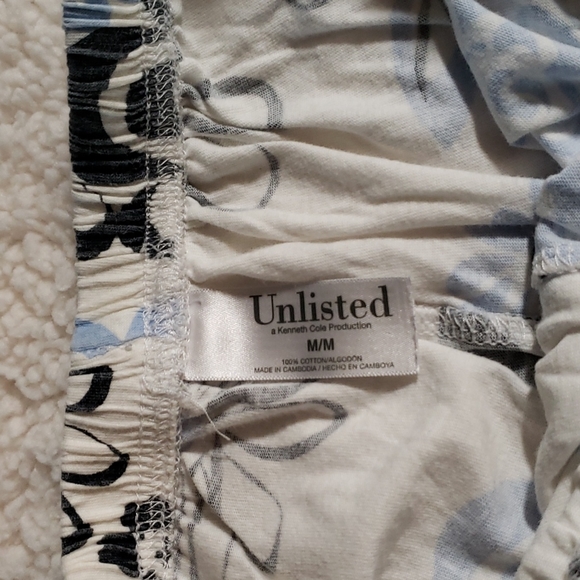 Unlisted
a Kenneth Cole Production
M/M
100% COTTON/ALGODÓN
MADE IN CAMBODIA / HECHO EN CAMBOYA